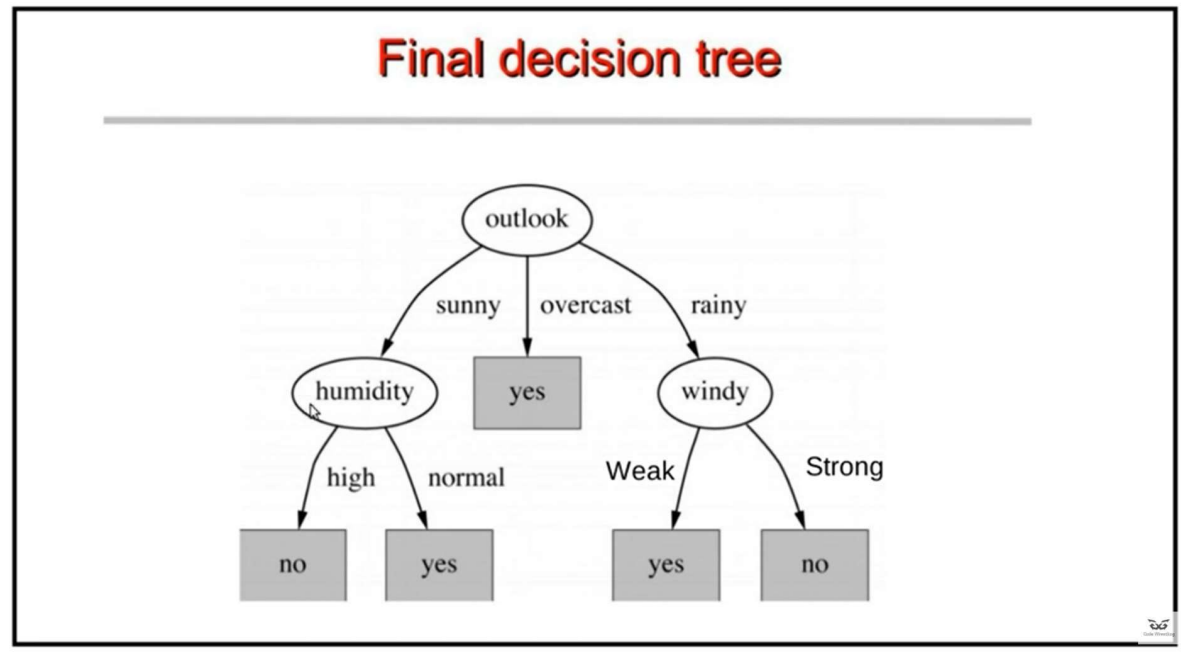 Final decision tree
outlook
sunny
overcast
rainy
humidity
yes
windy
high
normal
Weak
Strong
no
yes
yes
no